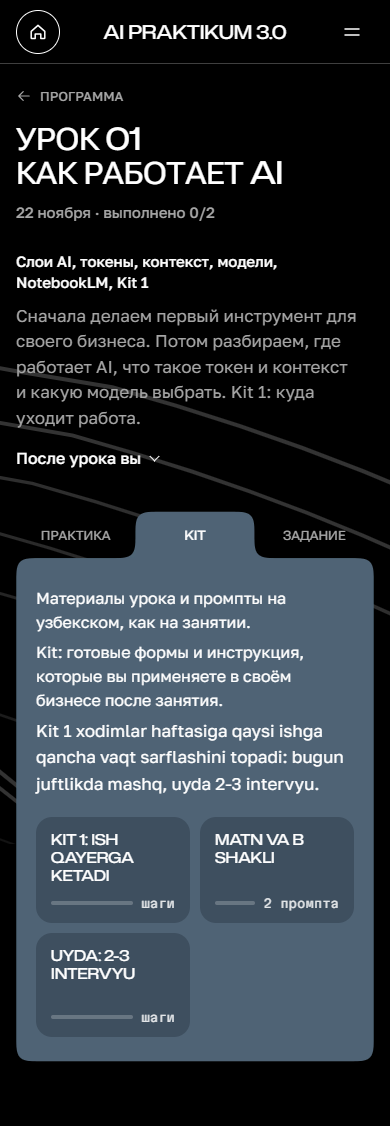 AI PRAKTIKUM 3.0
← ПРОГРАММА
УРОК 01
КАК РАБОТАЕТ AI
22 ноября · выполнено 0/2
Слои AI, токены, контекст, модели,
NotebookLM, Kit 1
Сначала делаем первый инструмент для
своего бизнеса. Потом разбираем, где
работает AI, что такое токен и контекст
и какую модель выбрать. Kit 1: куда
уходит работа.
После урока вы
ПРАКТИКА
KIT
ЗАДАНИЕ
Материалы урока и промпты на
узбекском, как на занятии.
Kit: готовые формы и инструкция,
которые вы применяете в своём
бизнесе после занятия.
Kit 1 xodimlar haftasiga qaysi ishga
qancha vaqt sarflashini topadi: bugun
juftlikda mashq, uyda 2-3 intervyu.
KIT 1: ISH
QAYERGA
KETADI
шаги
MATN VA B
SHAKLI
2 промпта
UYDA: 2-3
INTERVYU
шаги